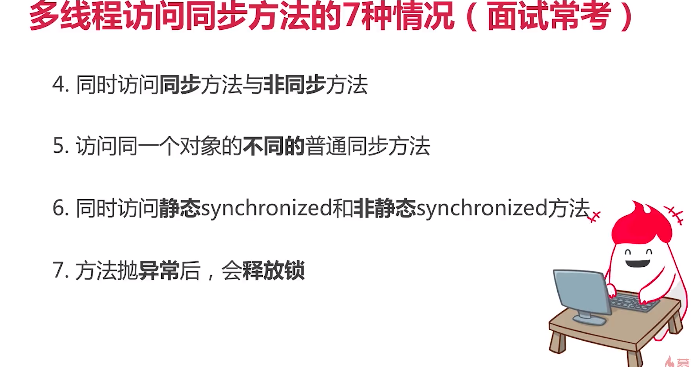 多线程访问同步方法的7种情况（面试常考）
4. 同时访问同步方法与非同步方法
5. 访问同一个对象的不同的普通同步方法
6. 同时访问静态synchronized和非静态synchronized方法
7. 方法抛异常后，会释放锁